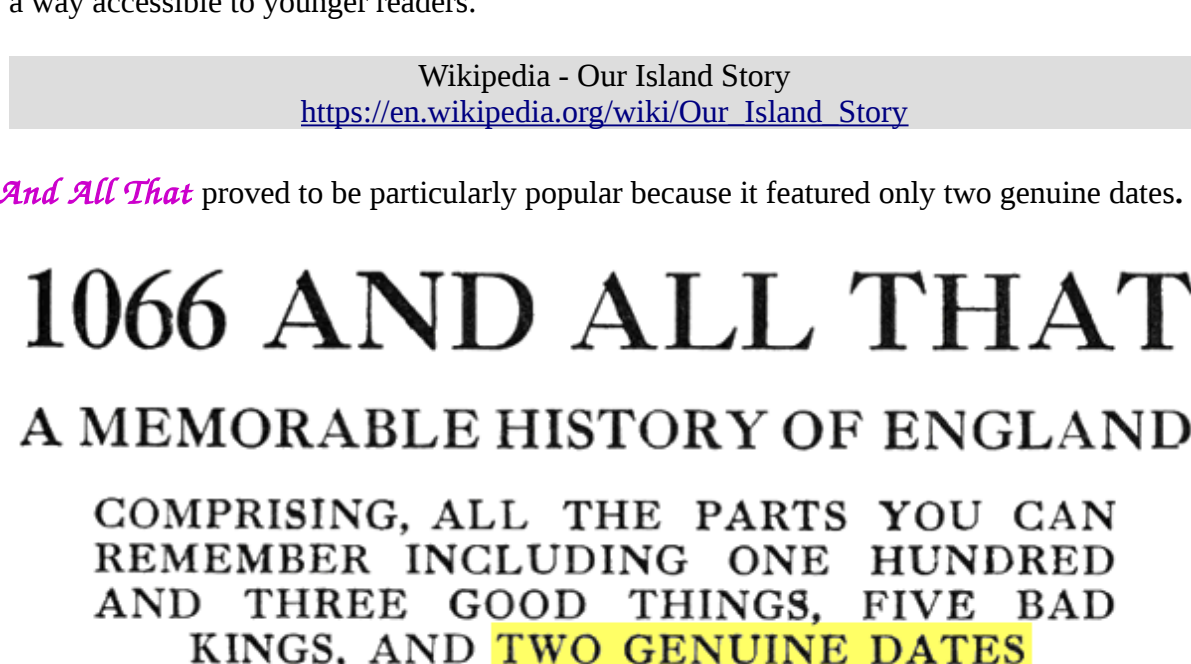 a way accessible to younger readers.
Wikipedia - Our Island Story
https://en.wikipedia.org/wiki/Our_Island_Story
And All That proved to be particularly popular because it featured only two genuine dates.
1066 AND ALL THAT
A MEMORABLE HISTORY OF ENGLAND
COMPRISING, ALL THE PARTS YOU CAN
REMEMBER INCLUDING ONE HUNDRED
AND THREE GOOD THINGS, FIVE BAD
KINGS, AND TWO GENUINE DATES